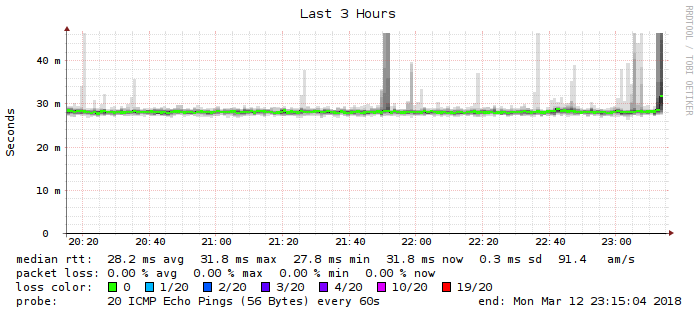 Last 3 Hours
RRDTOOL / TOBI OETIKER
Seconds
40 m
30 m
20 m
10 m
0
20:20 20:40 21:00 21:20 21:40 22:00 22:20 22:40 23:00
median rtt: 28.2 ms avg 31.8 ms max 27.8 ms min 31.8 ms now 0.3 ms sd 91.4 am/s
packet loss: 0.00 % avg 0.00 % max 0.00 % min 0.00 % now
loss color: 0 1/20 2/20 3/20 4/20 10/20 19/20
probe: 20 ICMP Echo Pings (56 Bytes) every 60s end: Mon Mar 12 23:15:04 2018